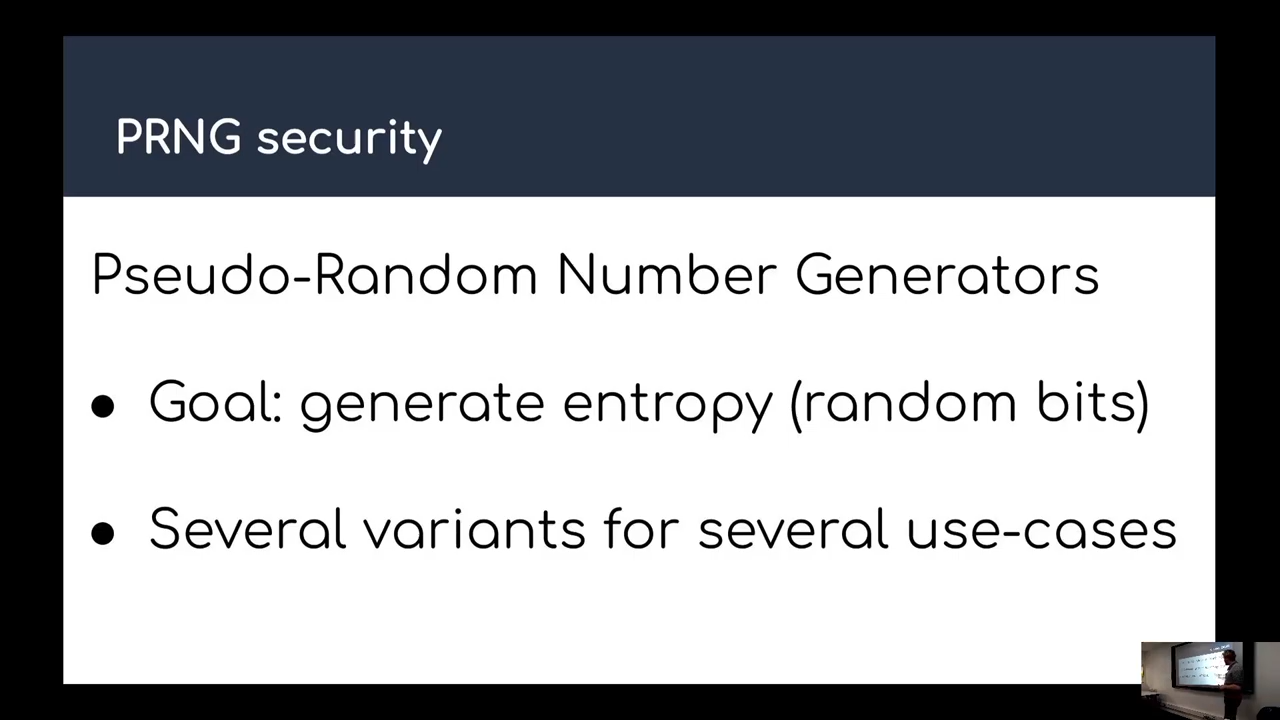 PRNG security
Pseudo-Random Number Generators
● Goal: generate entropy (random bits)
● Several variants for several use-cases